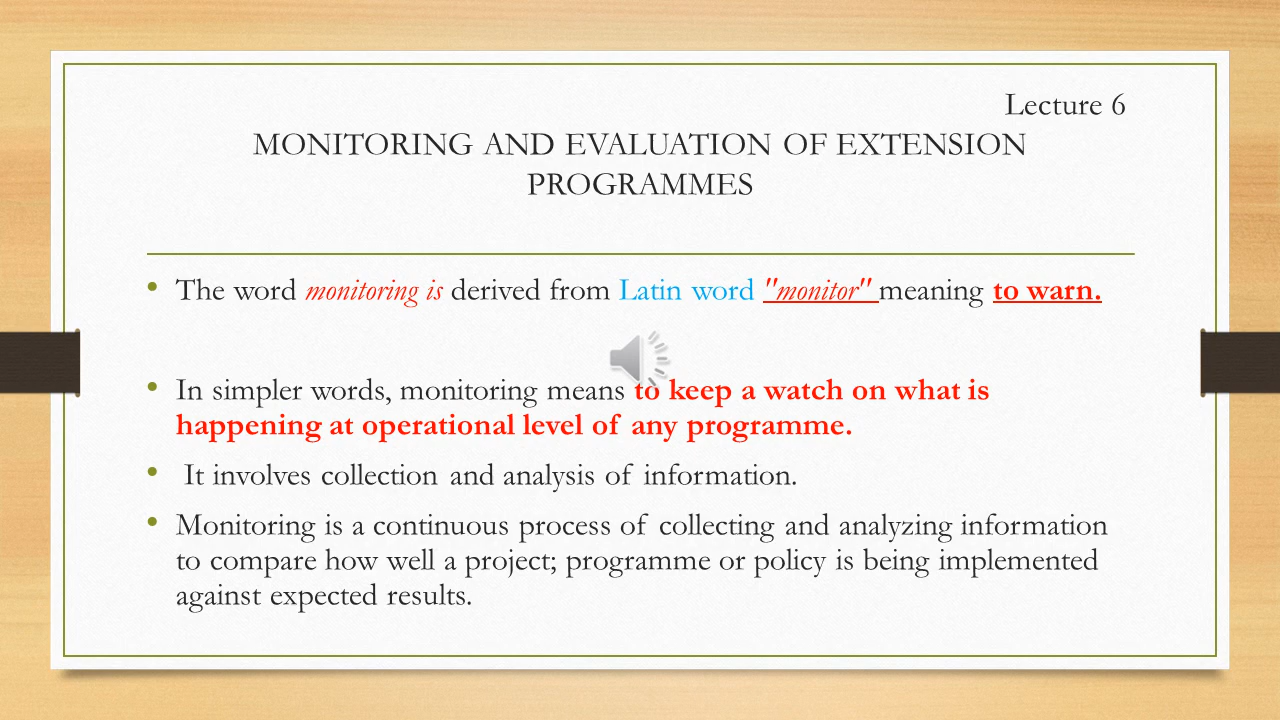 Lecture 6
MONITORING AND EVALUATION OF EXTENSION
PROGRAMMES
• The word monitoring is derived from Latin word "monitor" meaning to warn.
• In simpler words, monitoring means to keep a watch on what is
happening at operational level of any programme.
• It involves collection and analysis of information.
• Monitoring is a continuous process of collecting and analyzing information
to compare how well a project; programme or policy is being implemented
against expected results.